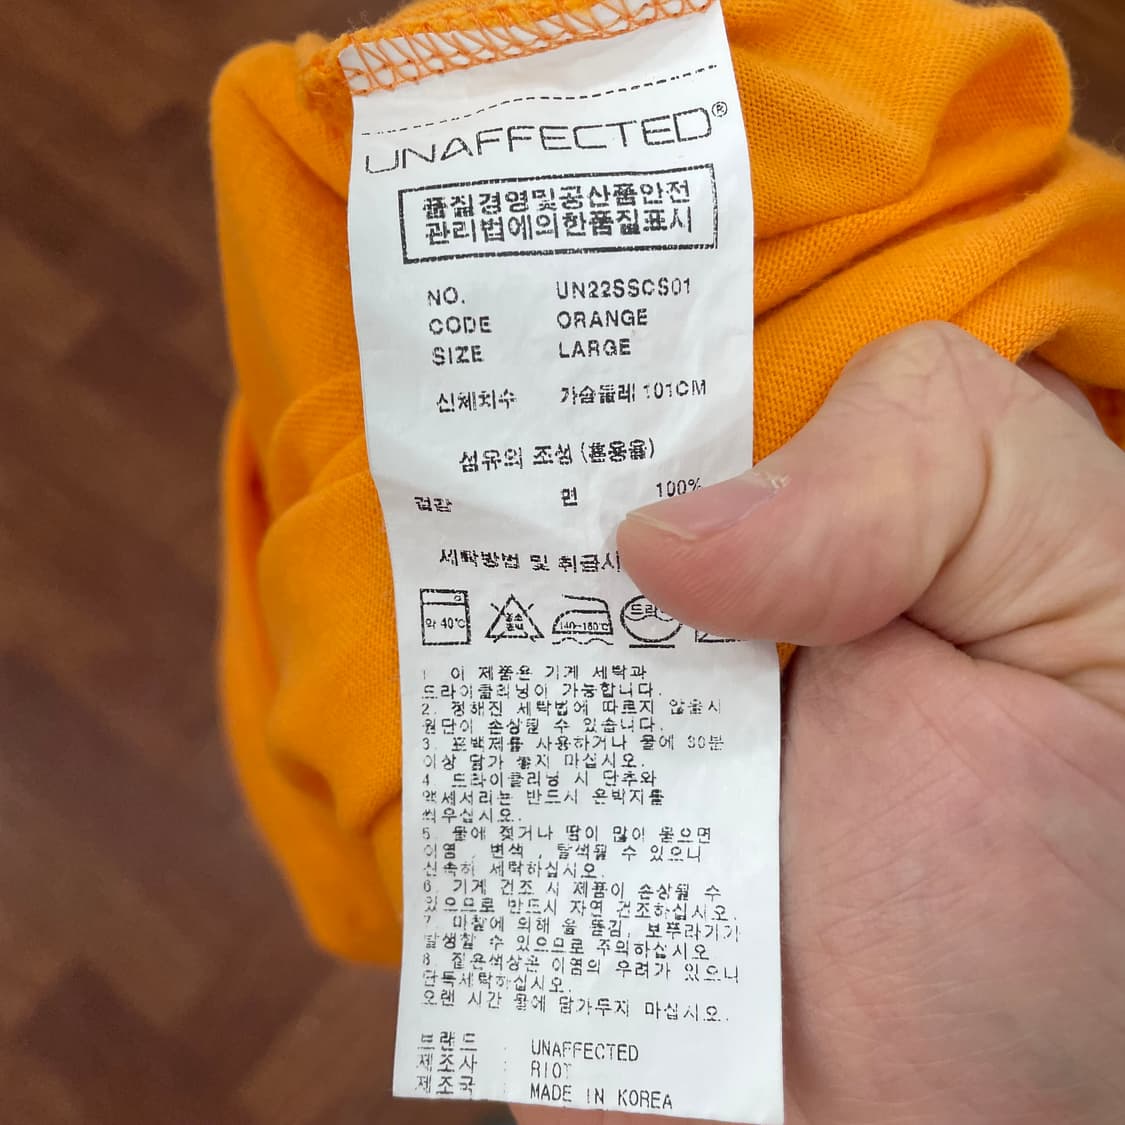 UNAFFECTED®
품질경영및공산품안전
관리법에의한품질표시
NO. UN22SSCS01
CODE ORANGE
SIZE LARGE
신체치수 가슴둘레 101CM
섬유의 조성 (혼용율)
겉감 면 100%
세탁방법 및 취급시
약 40℃ 염소 표백 140~160℃ 드라이
1. 이 제품은 기계 세탁과
드라이클리닝이 가능합니다.
2. 정해진 세탁법에 따르지 않을시
원단이 손상될 수 있습니다.
3. 표백제를 사용하거나 물에 30분
이상 담가 놓지 마십시오.
4. 드라이클리닝 시 단추와
액세서리는 반드시 은박지를
씌우십시오.
5. 물에 젖거나 땀이 많이 묻으면
이염, 변색, 탈색될 수 있으니
신속히 세탁하십시오.
6. 기계 건조 시 제품이 손상될 수
있으므로 반드시 자연 건조하십시오.
7. 마찰에 의해 올 뜯김, 보푸라기가
발생할 수 있으므로 주의하십시오
8. 짙은색상은 이염의 우려가 있으니
단독세탁하십시오.
오랜 시간 물에 담가두지 마십시오.
브랜드 : UNAFFECTED
제조사 : RIOT
제조국 : MADE IN KOREA